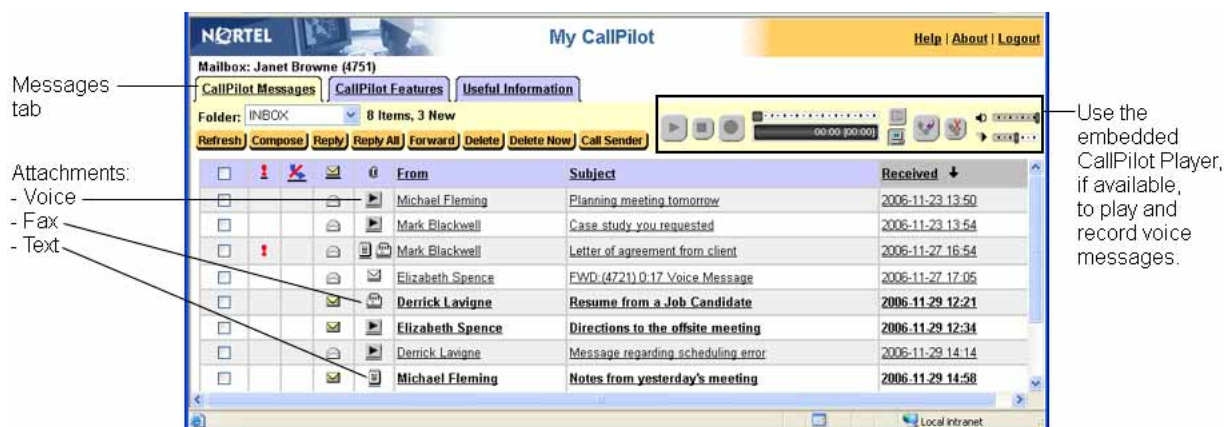 NORTEL
My CallPilot
Help | About | Logout
Mailbox: Janet Browne (4751)
CallPilot Messages
CallPilot Features
Useful Information
Folder: INBOX
8 Items, 3 New
00:00 [00:00]
Refresh
Compose
Reply
Reply All
Forward
Delete
Delete Now
Call Sender
From Subject Received
Michael Fleming Planning meeting tomorrow 2006-11-23 13:50
Mark Blackwell Case study you requested 2006-11-23 13:54
Mark Blackwell Letter of agreement from client 2006-11-27 16:54
Elizabeth Spence FWD:(4721) 0:17 Voice Message 2006-11-27 17:05
Derrick Lavigne Resume from a Job Candidate 2006-11-29 12:21
Elizabeth Spence Directions to the offsite meeting 2006-11-29 12:34
Derrick Lavigne Message regarding scheduling error 2006-11-29 14:14
Michael Fleming Notes from yesterday's meeting 2006-11-29 14:58
Local intranet
Messages
tab
Attachments:
- Voice
- Fax
- Text
Use the
embedded
CallPilot Player,
if available,
to play and
record voice
messages.